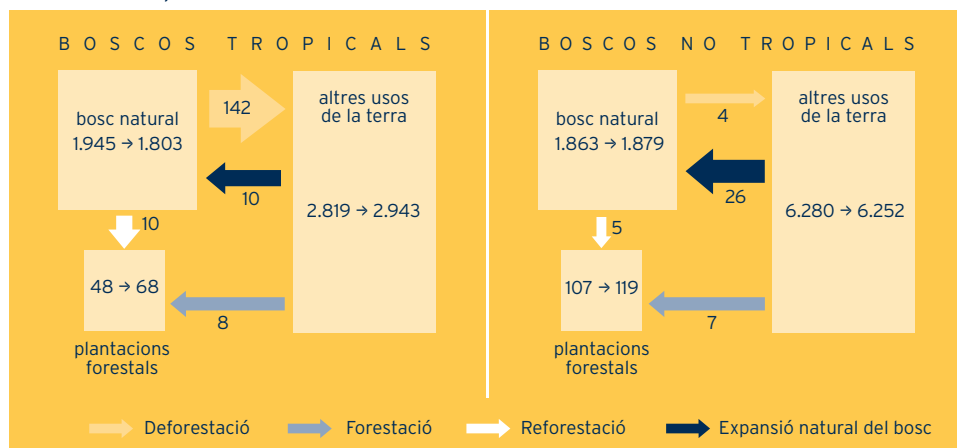 BOSCOS TROPICALS
bosc natural
1.945 → 1.803
142
altres usos
de la terra
10
2.819 → 2.943
10
48 → 68
8
plantacions
forestals
BOSCOS NO TROPICALS
bosc natural
1.863 → 1.879
4
altres usos
de la terra
26
6.280 → 6.252
5
107 → 119
7
plantacions
forestals
Deforestació
Forestació
Reforestació
Expansió natural del bosc